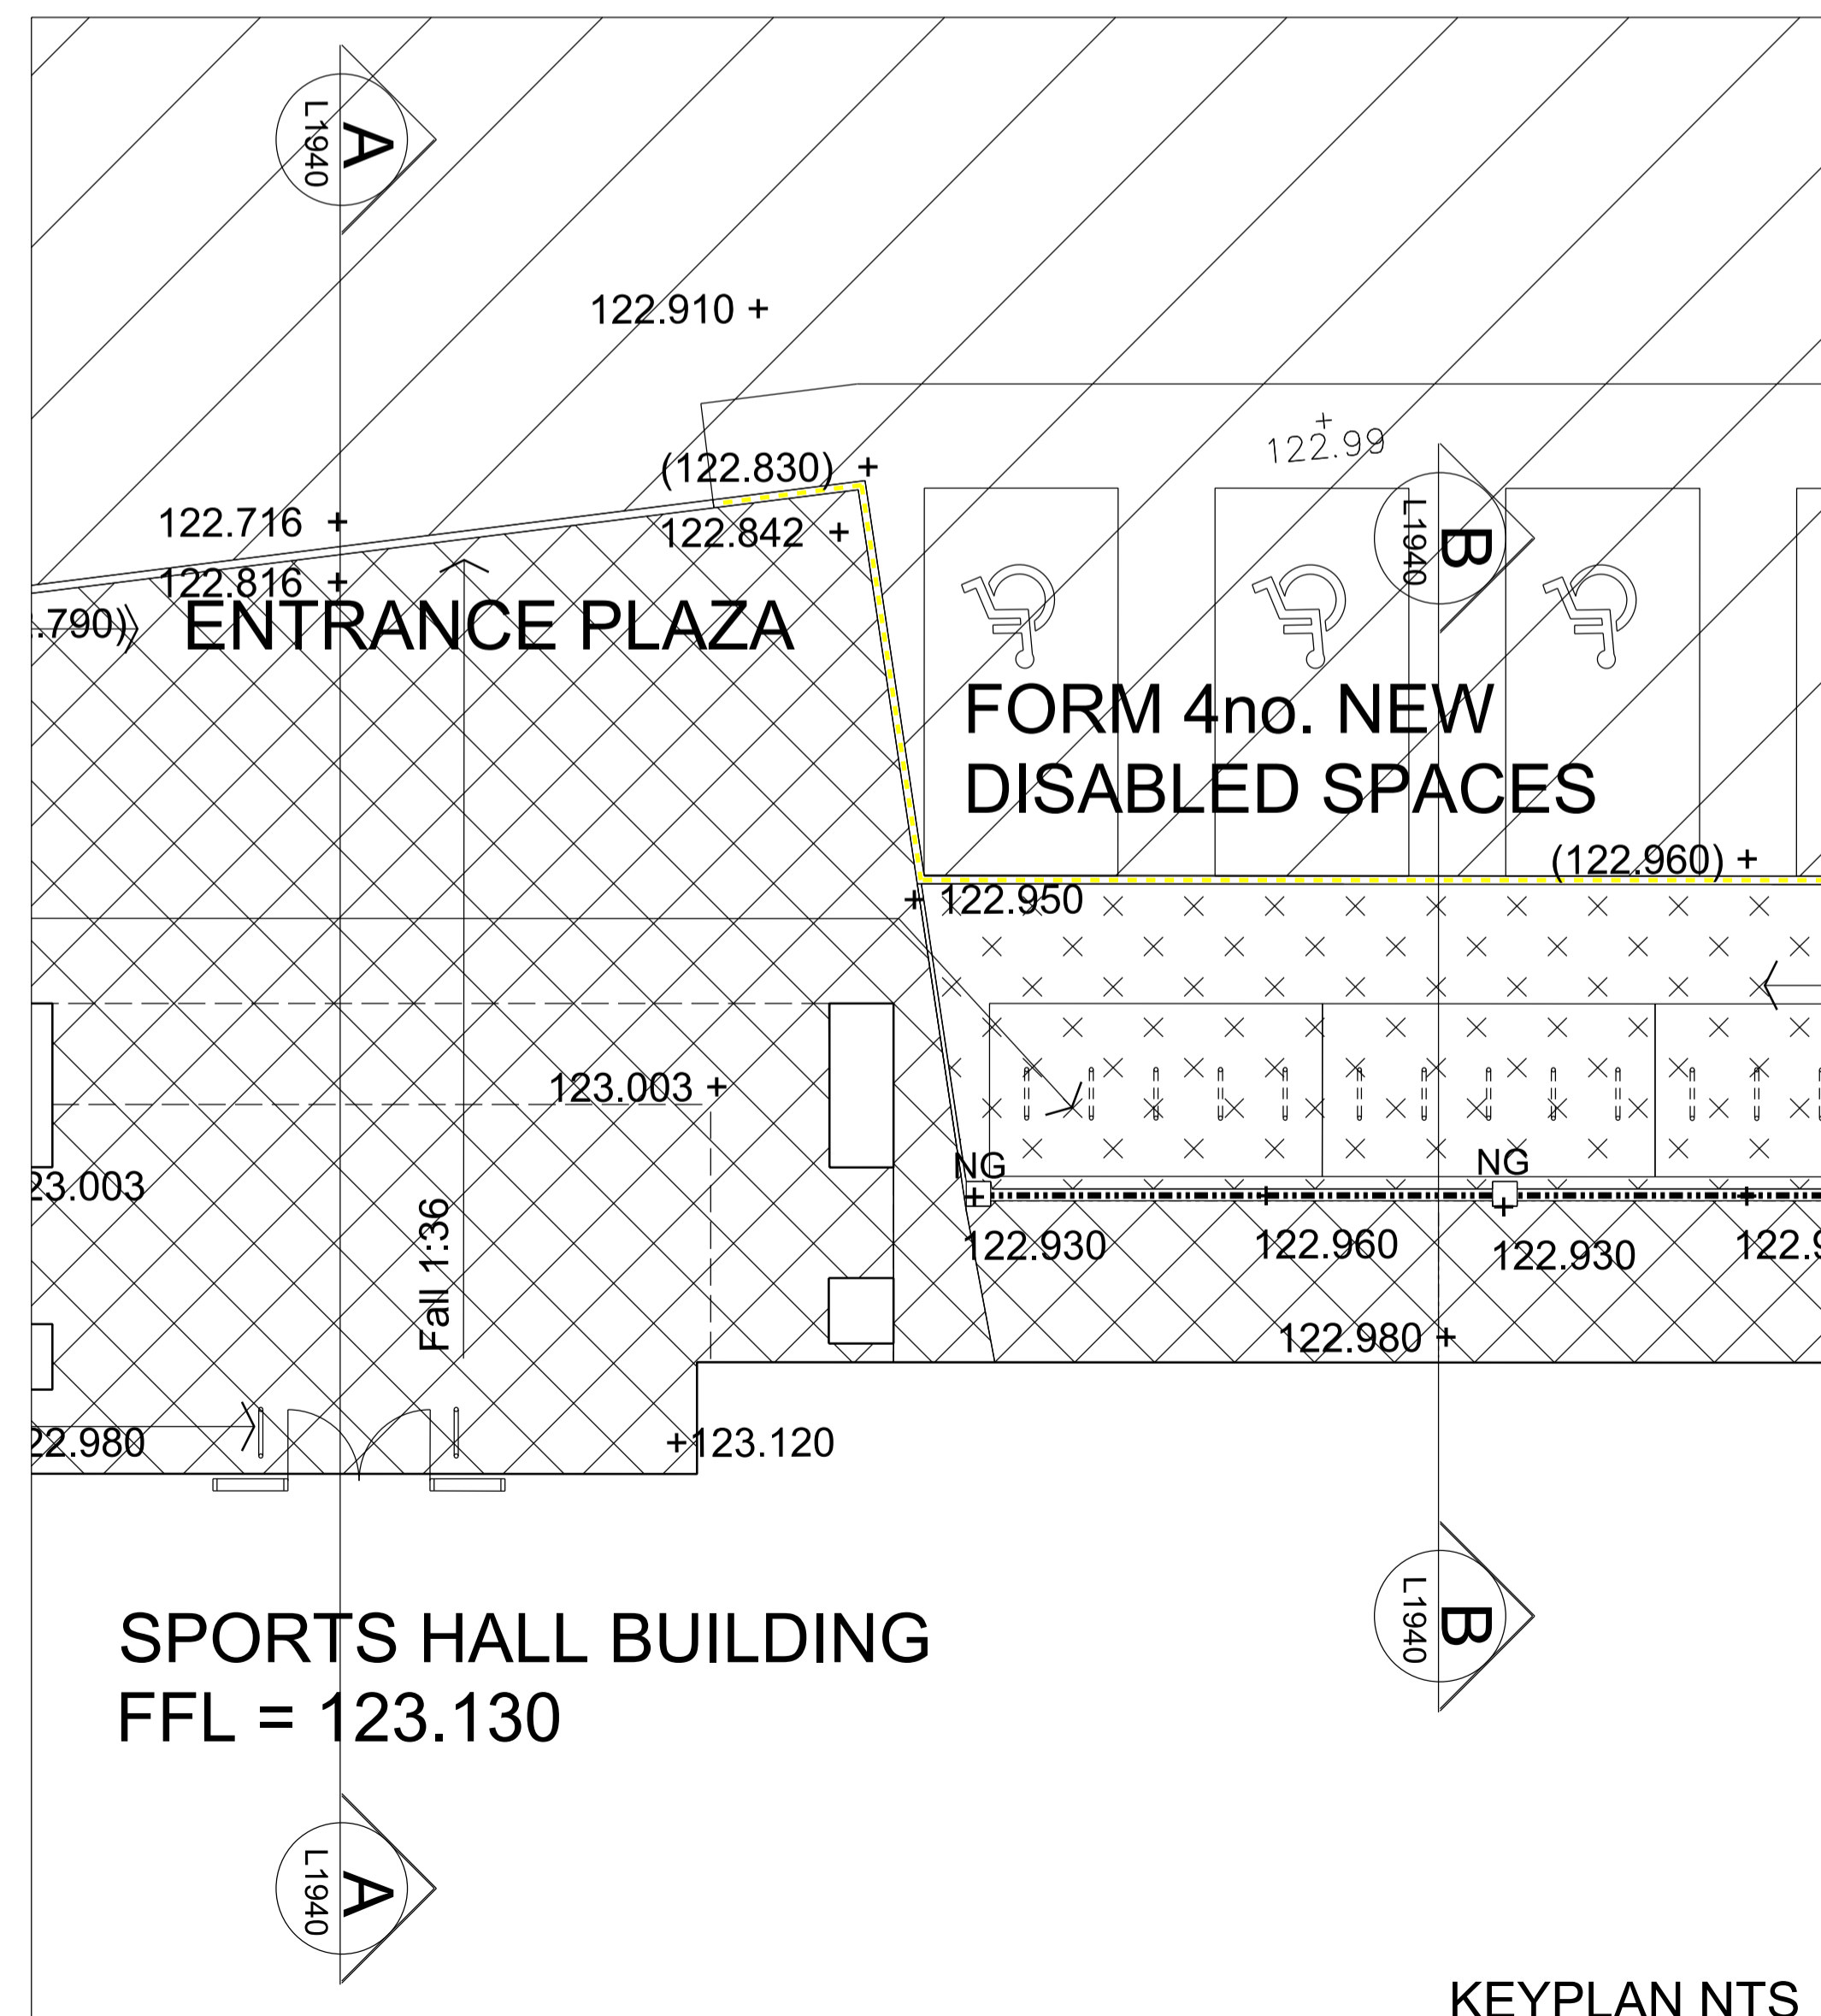 L1940
A
122.910 +
+
122.99
(122.830) +
122.716 +
122.842 +
122.816 +
.790)
ENTRANCE PLAZA
L1940
B
FORM 4no. NEW
DISABLED SPACES
(122.960) +
+ 122.950
123.003 +
NG
NG
23.003
Fall 1:36
122.930
122.960
122.930
122.9
122.980 +
22.980
+123.120
SPORTS HALL BUILDING
FFL = 123.130
L1940
B
L1940
A
KEYPLAN NTS